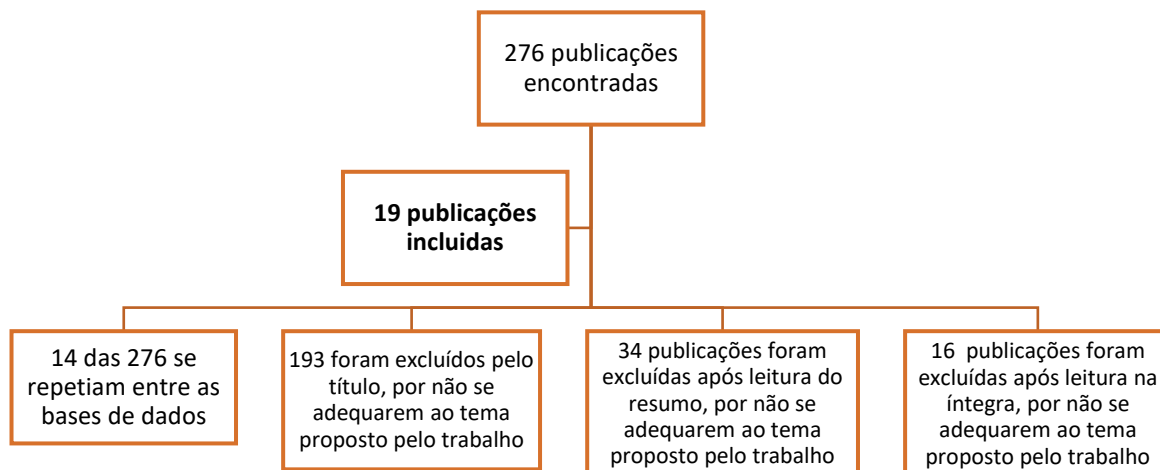 276 publicações
encontradas
19 publicações
incluidas
14 das 276 se
repetiam entre as
bases de dados
193 foram excluídos pelo
título, por não se
adequarem ao tema
proposto pelo trabalho
34 publicações foram
excluídas após leitura do
resumo, por não se
adequarem ao tema
proposto pelo trabalho
16 publicações foram
excluídas após leitura na
íntegra, por não se
adequarem ao tema
proposto pelo trabalho